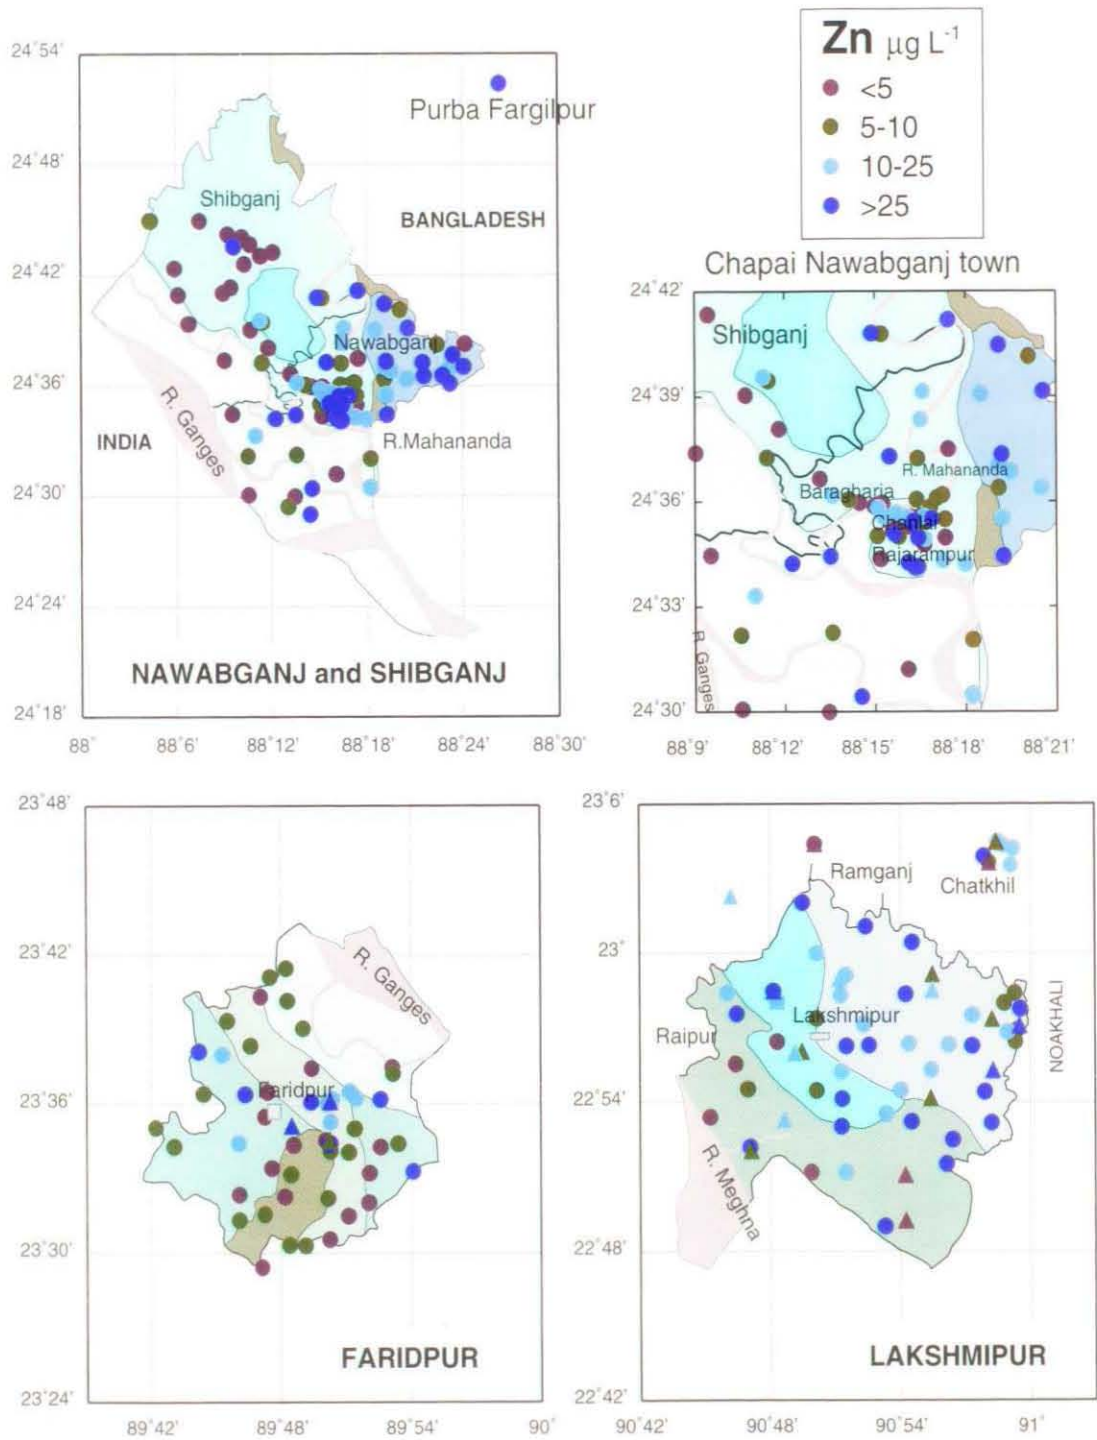 Zn µg L-1
<5
5-10
10-25
>25
24°54'
24°48'
24°42'
24°36'
24°30'
24°24'
24°18'
88°
88°6'
88°12'
88°18'
88°24'
88°30'
Purba Fargilpur
Shibganj
BANGLADESH
Nawabganj
R. Ganges
INDIA
R.Mahananda
NAWABGANJ and SHIBGANJ
Chapai Nawabganj town
24°42'
24°39'
24°36'
24°33'
24°30'
88°9'
88°12'
88°15'
88°18'
88°21'
Shibganj
R. Mahananda
Baragharia
Chanlai
Rajarampur
R. Ganges
23°48'
23°42'
23°36'
23°30'
23°24'
89°42'
89°48'
89°54'
90°
R. Ganges
Faridpur
FARIDPUR
23°6'
23°
22°54'
22°48'
22°42'
90°42'
90°48'
90°54'
91°
Ramganj
Chatkhil
Lakshmipur
Raipur
NOAKHALI
R. Meghna
LAKSHMIPUR